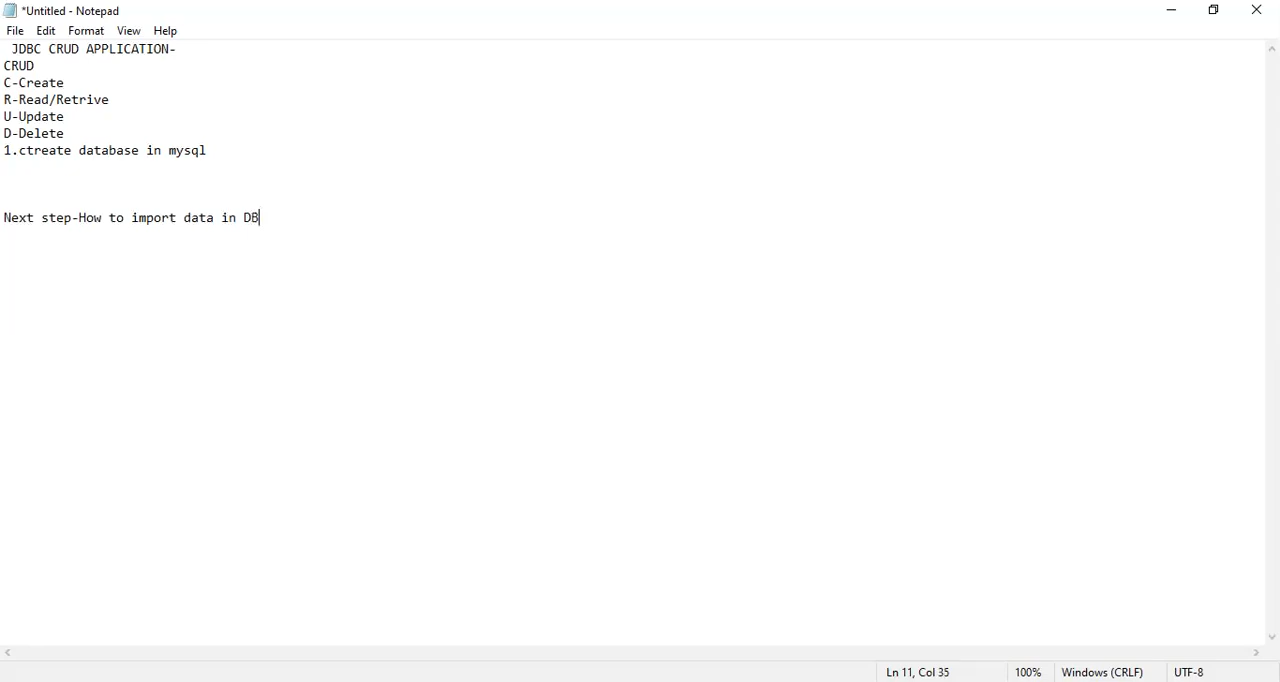 *Untitled - Notepad
File Edit Format View Help
JDBC CRUD APPLICATION-
CRUD
C-Create
R-Read/Retrive
U-Update
D-Delete
1.ctreate database in mysql
Next step-How to import data in DB
Ln 11, Col 35 100% Windows (CRLF) UTF-8